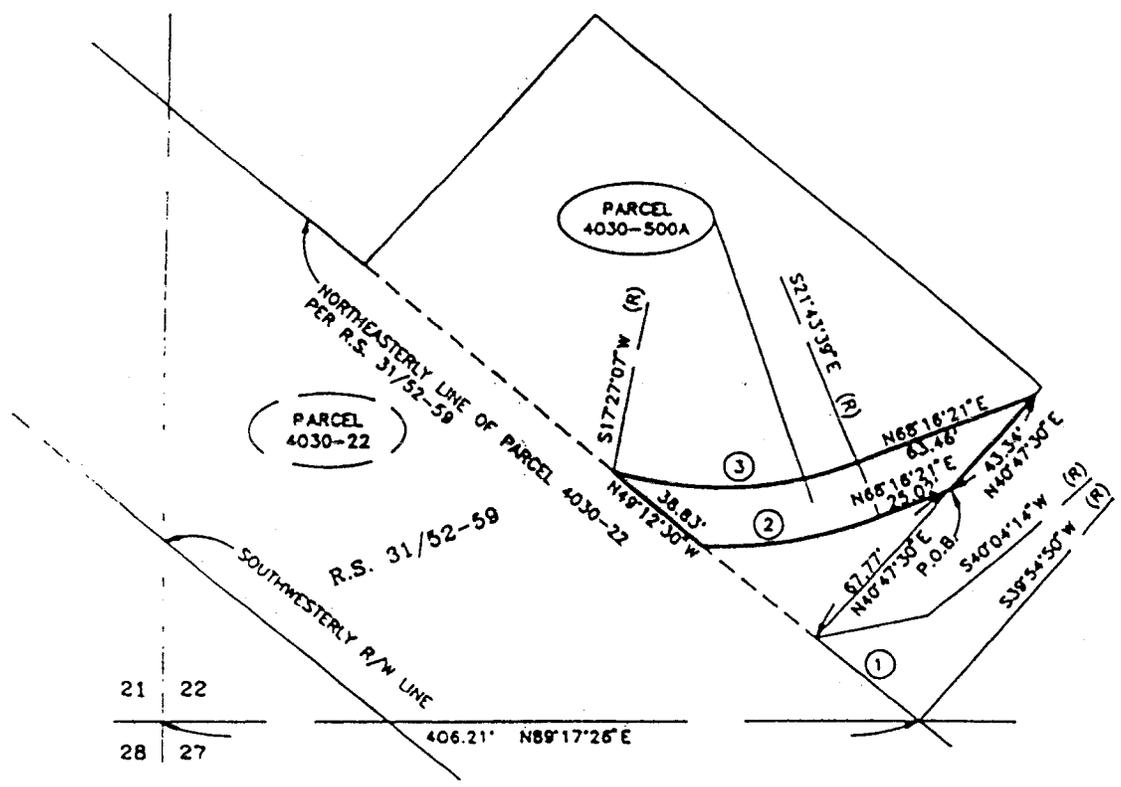 PARCEL
4030-500A
S21°43'39"E (R)
S17°27'07"W (R)
NORTHEASTERLY LINE OF PARCEL 4030-22
PER R.S. 31/52-59
PARCEL
4030-22
N68°16'21"E
63.46'
3
N68°16'21"E
25.03'
43.34'
N40°47'30"E
38.83'
N49°12'30"W
2
R.S. 31/52-59
67.77'
N40°47'30"E
P.O.B.
S40°04'14"W (R)
S39°54'50"W (R)
SOUTHWESTERLY R/W LINE
1
21 22
28 27
406.21' N89°17'26"E